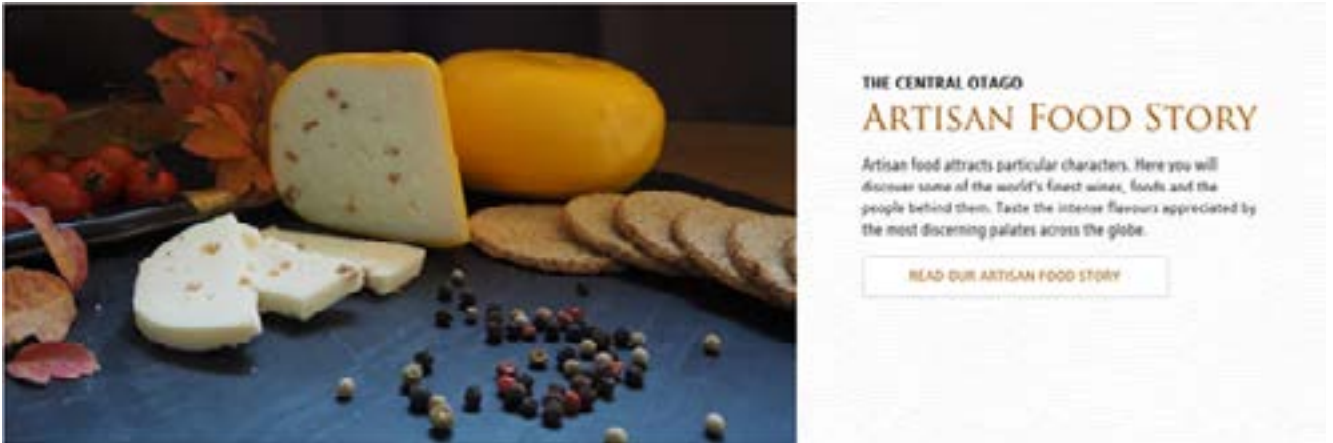 THE CENTRAL OTAGO
ARTISAN FOOD STORY
Artisan food attracts particular characters. Here you will
discover some of the world's finest wines, foods and the
people behind them. Taste the intense flavours appreciated by
the most discerning palates across the globe.
READ OUR ARTISAN FOOD STORY